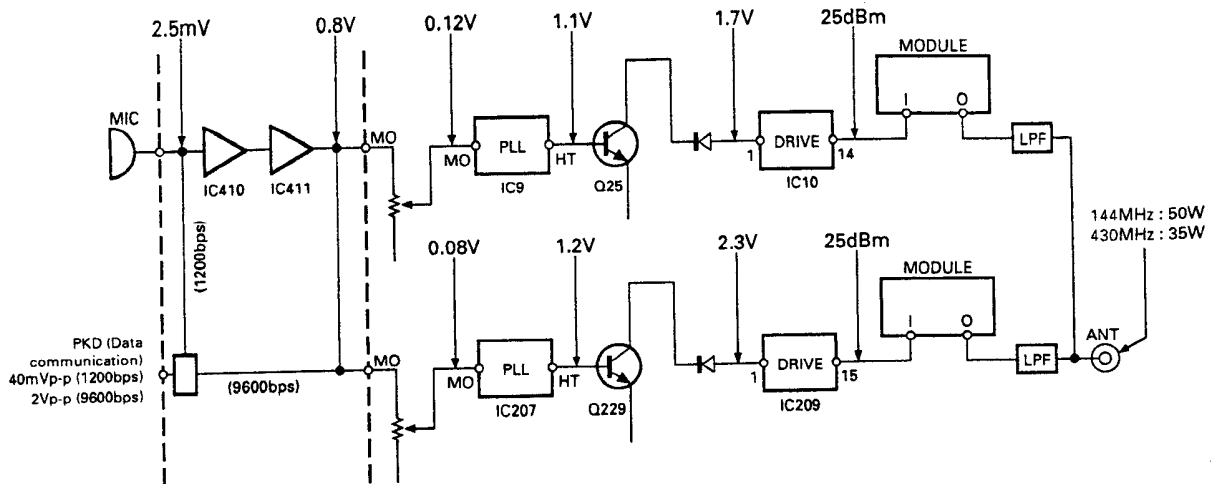 2.5mV
0.8V
0.12V
1.1V
1.7V
25dBm
MODULE
I O
MIC
IC410
IC411
MO
MO
PLL
HT
IC9
Q25
1
DRIVE
14
IC10
LPF
(1200bps)
144MHz : 50W
430MHz : 35W
0.08V
1.2V
2.3V
25dBm
MODULE
I O
PKD (Data
communication)
40mVp-p (1200bps)
2Vp-p (9600bps)
(9600bps)
MO
MO
PLL
HT
IC207
Q229
1
DRIVE
15
IC209
LPF
ANT